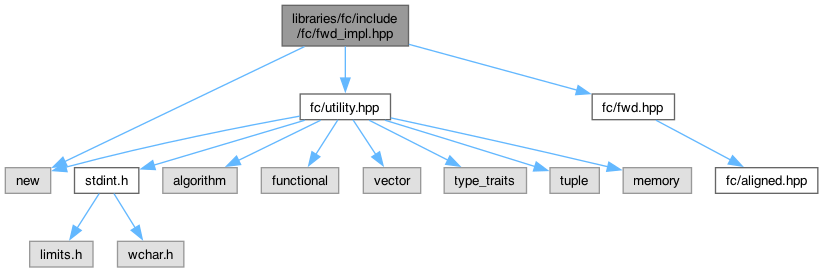 libraries/fc/include
/fc/fwd_impl.hpp
fc/utility.hpp
fc/fwd.hpp
new
stdint.h
algorithm
functional
vector
type_traits
tuple
memory
fc/aligned.hpp
limits.h
wchar.h